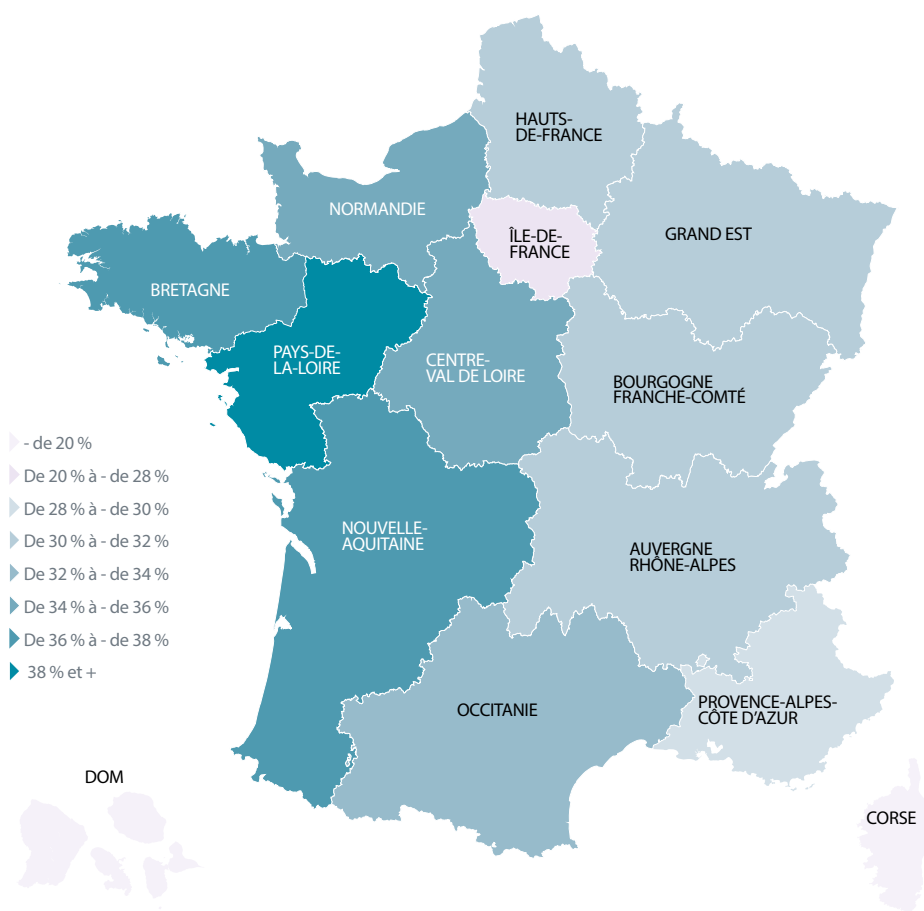 HAUTS-
DE-FRANCE
NORMANDIE
ÎLE-DE-
FRANCE
GRAND EST
BRETAGNE
PAYS-DE-
LA-LOIRE
CENTRE-
VAL DE LOIRE
BOURGOGNE
FRANCHE-COMTÉ
- de 20 %
De 20 % à - de 28 %
De 28 % à - de 30 %
De 30 % à - de 32 %
De 32 % à - de 34 %
De 34 % à - de 36 %
De 36 % à - de 38 %
38 % et +
NOUVELLE-
AQUITAINE
AUVERGNE
RHÔNE-ALPES
OCCITANIE
PROVENCE-ALPES-
CÔTE D'AZUR
DOM
CORSE